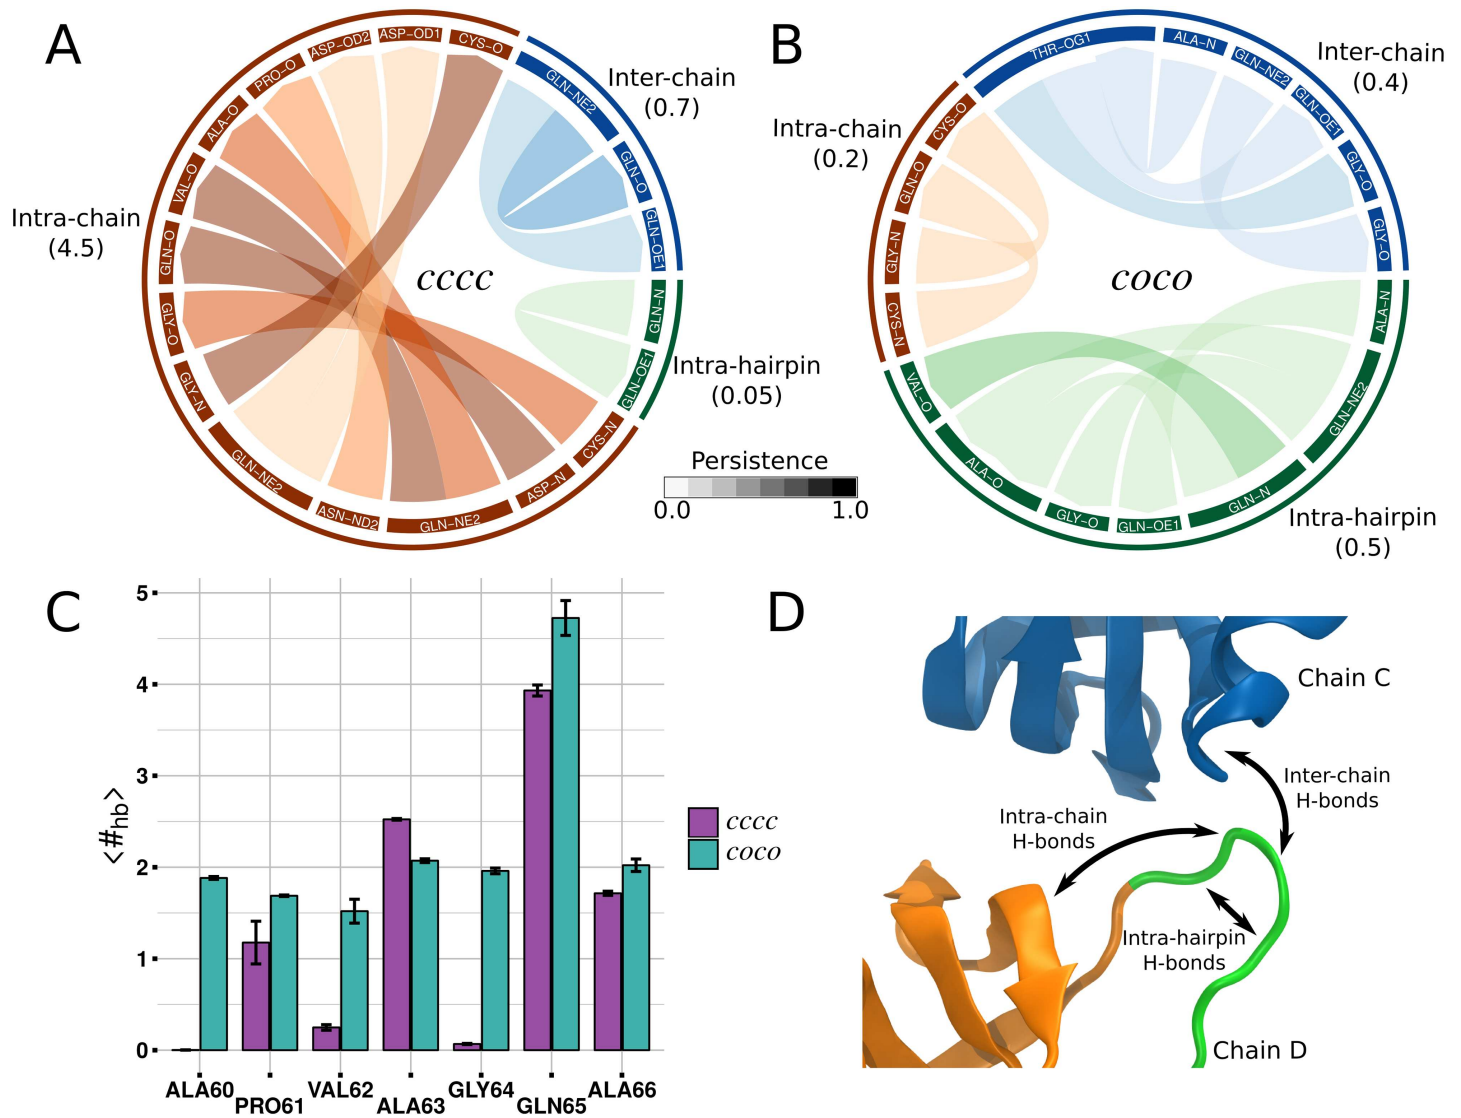 A
CYS-O
ASP-OD1
ASP-OD2
PRO-O
ALA-O
VAL-O
GLN-O
GLY-O
GLY-N
GLN-NE2
ASN-ND2
GLN-NE2
ASP-N
CYS-N
GLN-OE1
GLN-N
GLN-OE1
GLN-O
GLN-NE2
Inter-chain
(0.7)
Intra-chain
(4.5)
cccc
Intra-hairpin
(0.05)
Persistence
0.0
1.0
B
THR-OG1
ALA-N
GLN-NE2
GLN-OE1
GLY-O
GLY-O
ALA-N
GLN-NE2
GLN-N
GLN-OE1
GLY-O
ALA-O
VAL-O
CYS-N
GLY-N
GLN-O
CYS-O
Inter-chain
(0.4)
Intra-chain
(0.2)
coco
Intra-hairpin
(0.5)
C
<#hb>
5
4
3
2
1
0
ALA60
PRO61
VAL62
ALA63
GLY64
GLN65
ALA66
cccc
coco
D
Chain C
Inter-chain
H-bonds
Intra-chain
H-bonds
Intra-hairpin
H-bonds
Chain D